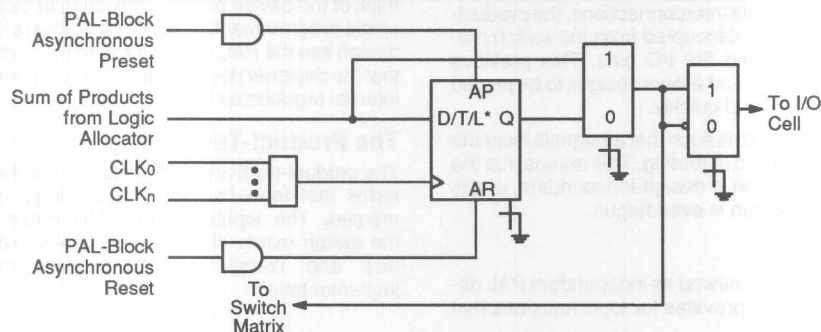 PAL-Block
Asynchronous
Preset
Sum of Products
from Logic
Allocator
CLK0
CLKn
PAL-Block
Asynchronous
Reset
AP
D/T/L* Q
AR
1
0
1
0
To I/O
Cell
To
Switch
Matrix